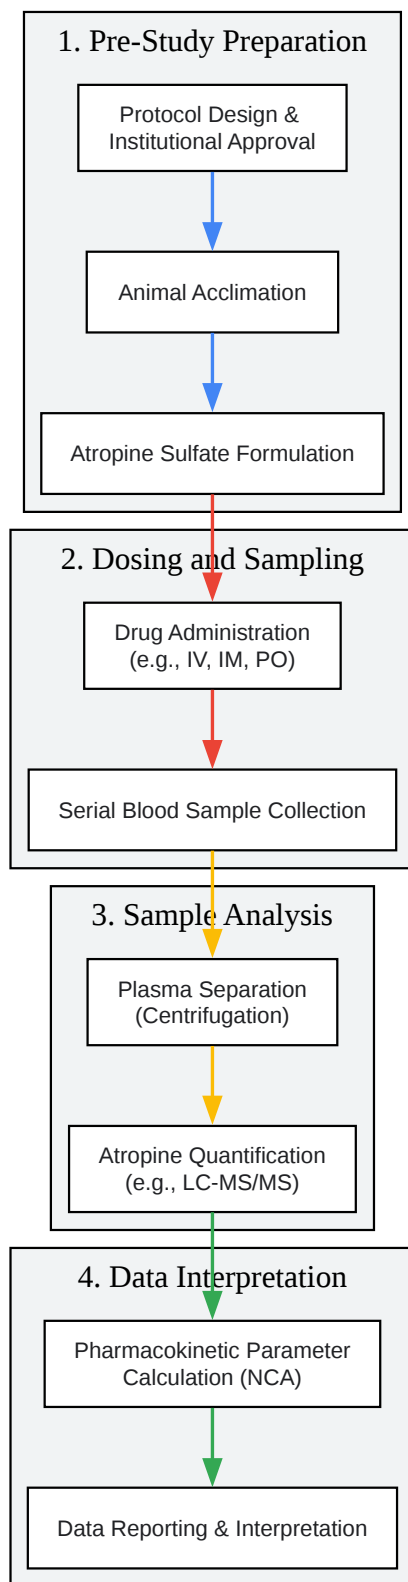 1. Pre-Study Preparation
Protocol Design &
Institutional Approval
Animal Acclimation
Atropine Sulfate Formulation
2. Dosing and Sampling
Drug Administration
(e.g., IV, IM, PO)
Serial Blood Sample Collection
3. Sample Analysis
Plasma Separation
(Centrifugation)
Atropine Quantification
(e.g., LC-MS/MS)
4. Data Interpretation
Pharmacokinetic Parameter
Calculation (NCA)
Data Reporting & Interpretation